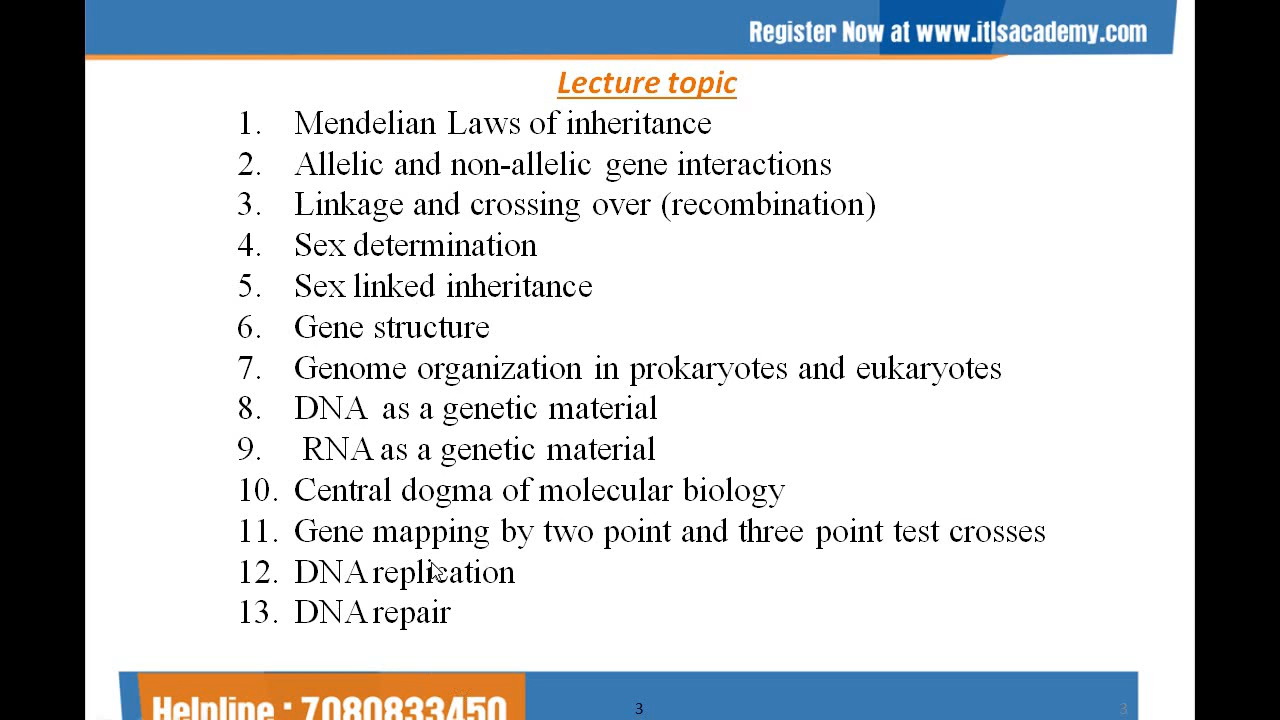 Register Now at www.itlsacademy.com
Lecture topic
1. Mendelian Laws of inheritance
2. Allelic and non-allelic gene interactions
3. Linkage and crossing over (recombination)
4. Sex determination
5. Sex linked inheritance
6. Gene structure
7. Genome organization in prokaryotes and eukaryotes
8. DNA as a genetic material
9. RNA as a genetic material
10. Central dogma of molecular biology
11. Gene mapping by two point and three point test crosses
12. DNA replication
13. DNA repair
Helpline : 7080833450 3 3